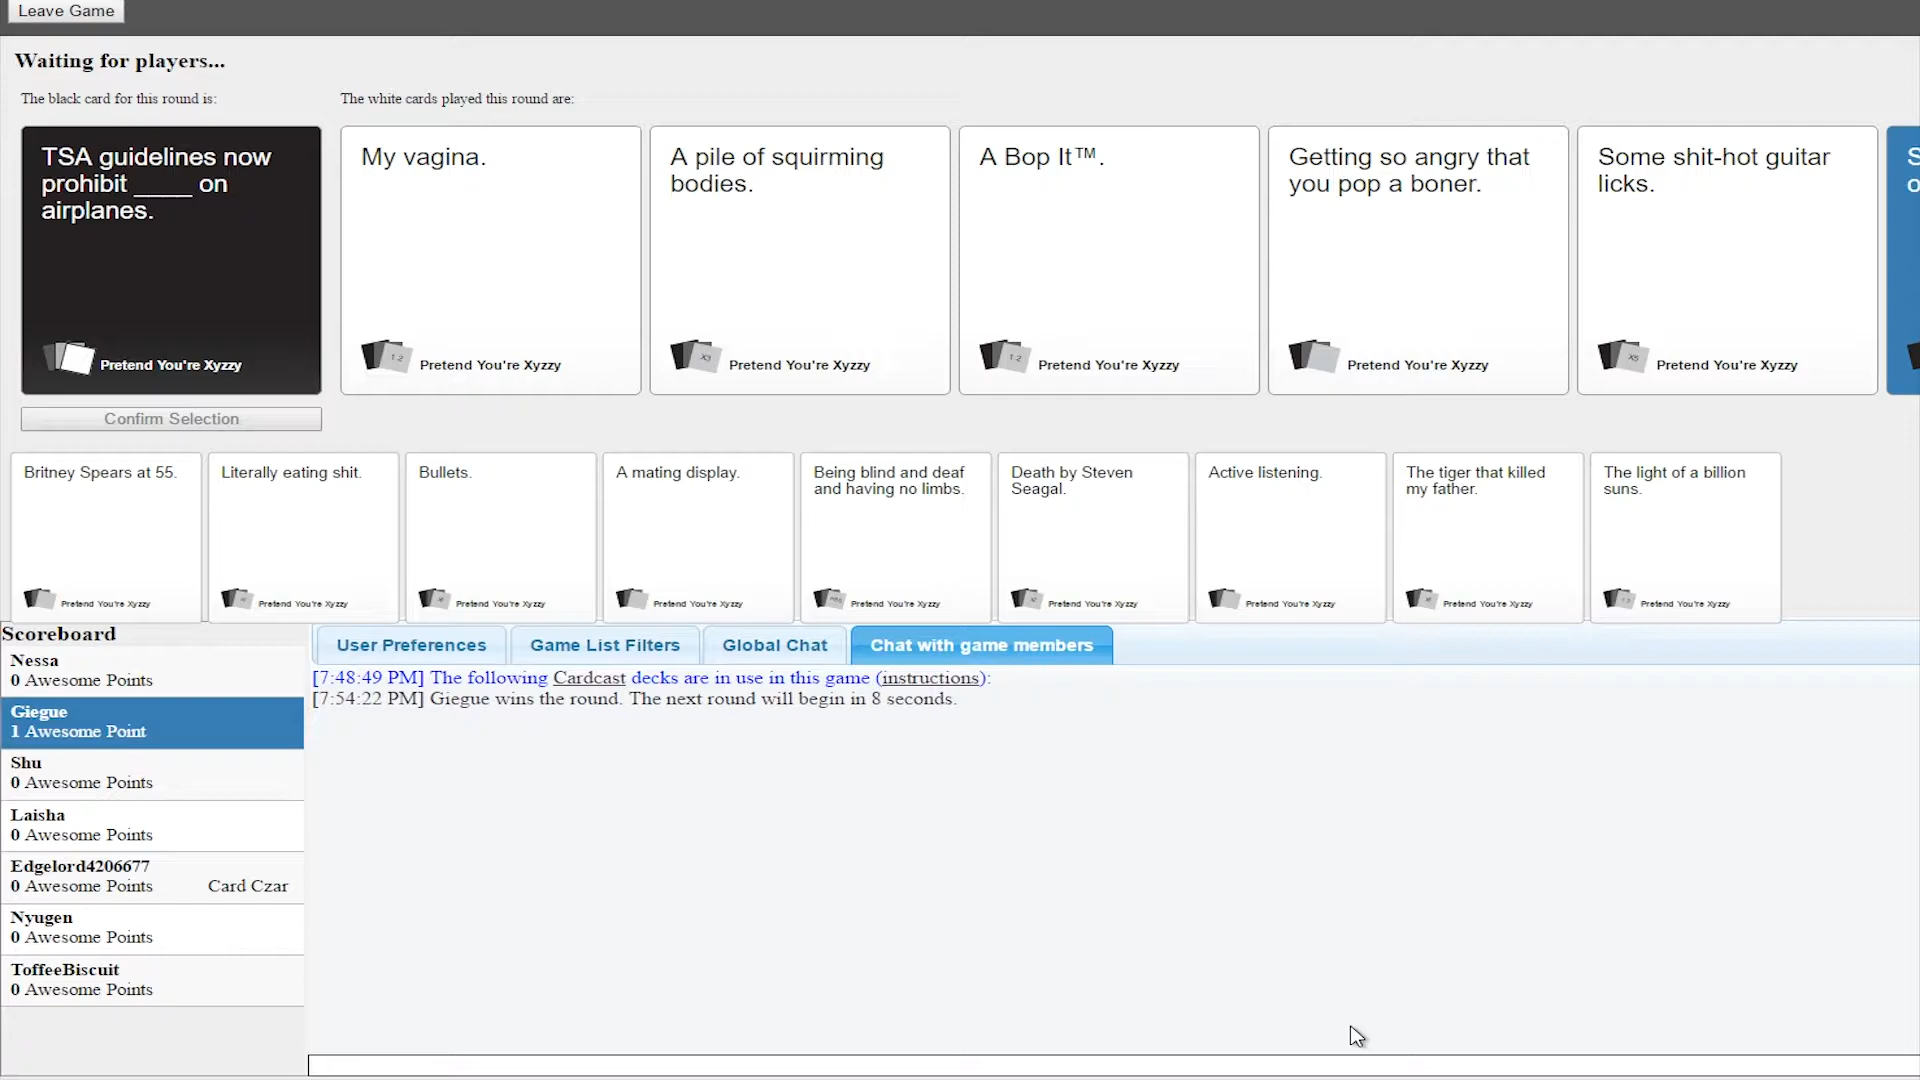 Leave Game
Waiting for players...
The black card for this round is:
The white cards played this round are:
TSA guidelines now
prohibit ____ on
airplanes.
Pretend You're Xyzzy
My vagina.
1.2
Pretend You're Xyzzy
A pile of squirming
bodies.
X3
Pretend You're Xyzzy
A Bop It™.
1.2
Pretend You're Xyzzy
Getting so angry that
you pop a boner.
Pretend You're Xyzzy
Some shit-hot guitar
licks.
X5
Pretend You're Xyzzy
Confirm Selection
Britney Spears at 55.
Pretend You're Xyzzy
Literally eating shit.
Pretend You're Xyzzy
Bullets.
Pretend You're Xyzzy
A mating display.
Pretend You're Xyzzy
Being blind and deaf
and having no limbs.
Pretend You're Xyzzy
Death by Steven
Seagal.
Pretend You're Xyzzy
Active listening.
Pretend You're Xyzzy
The tiger that killed
my father.
Pretend You're Xyzzy
The light of a billion
suns.
Pretend You're Xyzzy
Scoreboard
Nessa
0 Awesome Points
Giegue
1 Awesome Point
Shu
0 Awesome Points
Laisha
0 Awesome Points
Edgelord4206677
0 Awesome Points Card Czar
Nyugen
0 Awesome Points
ToffeeBiscuit
0 Awesome Points
User Preferences
Game List Filters
Global Chat
Chat with game members
[7:48:49 PM] The following Cardcast decks are in use in this game (instructions):
[7:54:22 PM] Giegue wins the round. The next round will begin in 8 seconds.